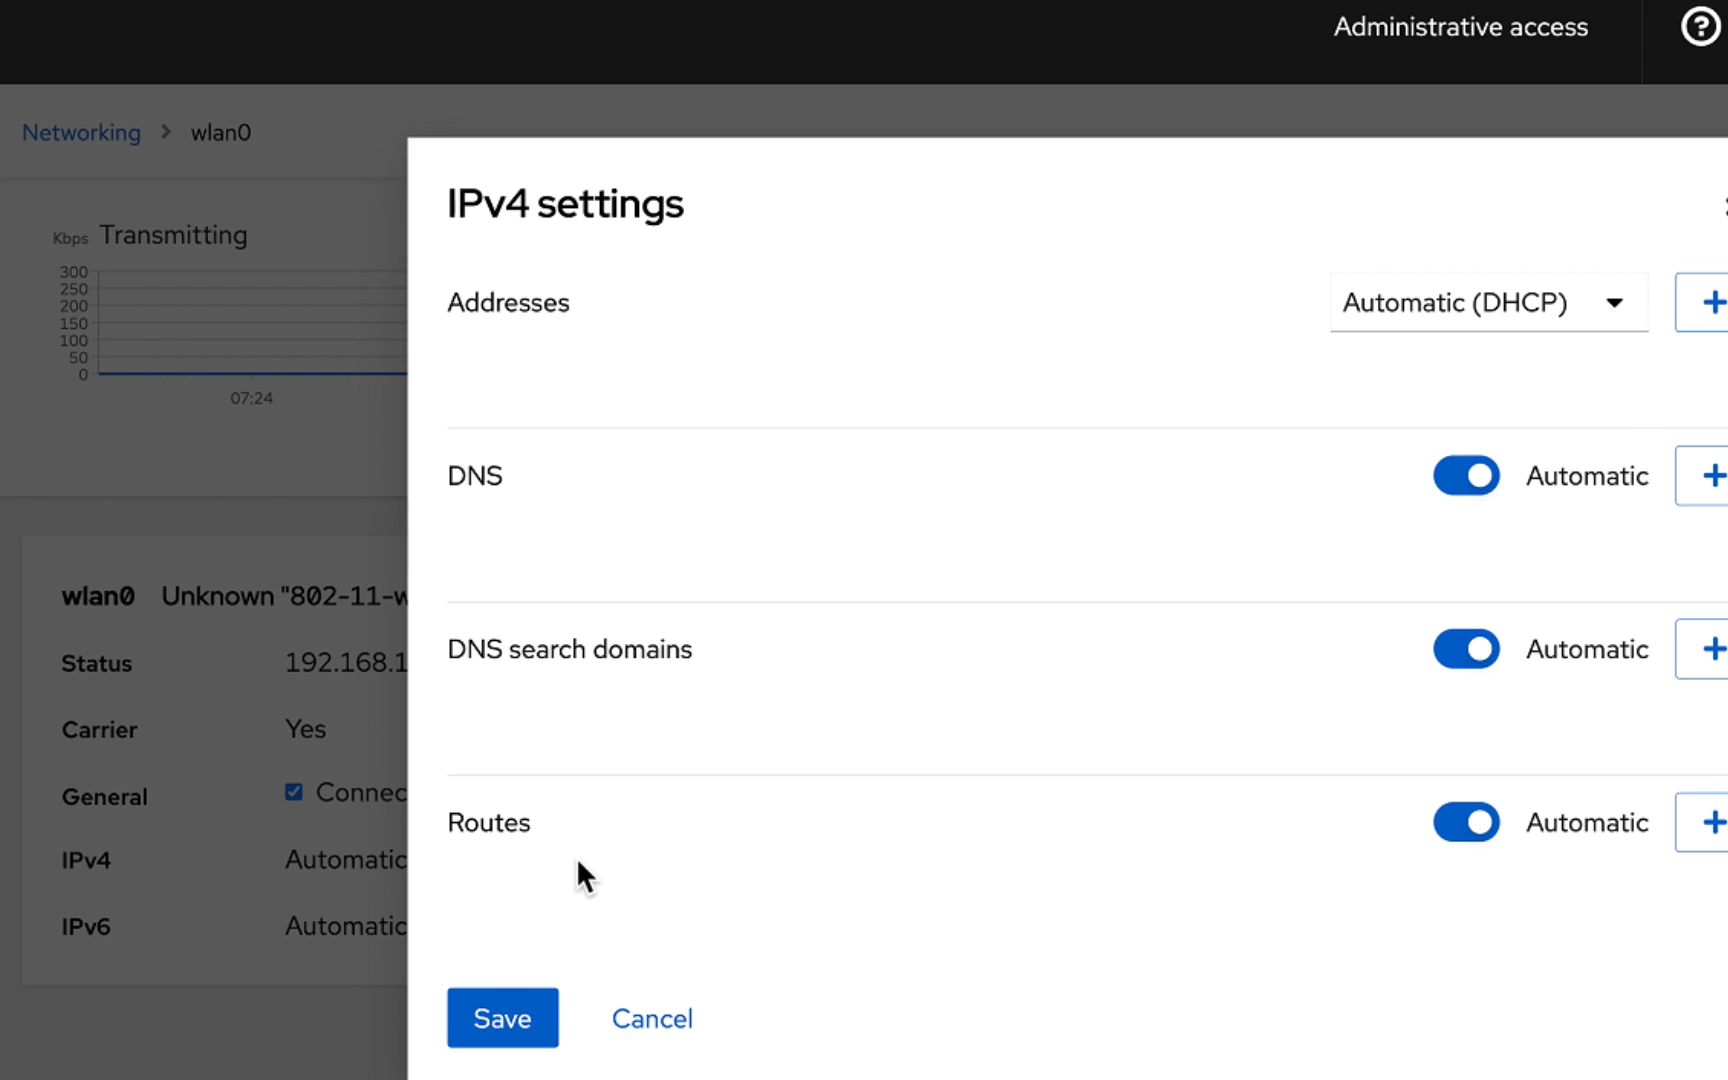 Administrative access
Networking > wlan0
IPv4 settings
Kbps Transmitting
300
250
200
150
100
50
0
07:24
Addresses Automatic (DHCP)
DNS Automatic
DNS search domains Automatic
Routes Automatic
wlan0 Unknown "802-11-w
Status 192.168.1
Carrier Yes
General Connec
IPv4 Automatic
IPv6 Automatic
Save Cancel